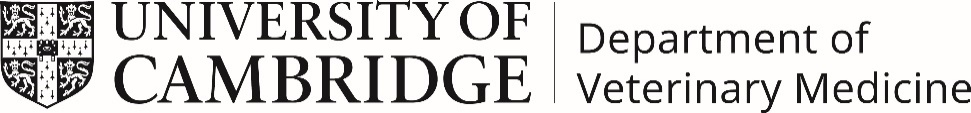 UNIVERSITY OF
CAMBRIDGE
Department of
Veterinary Medicine